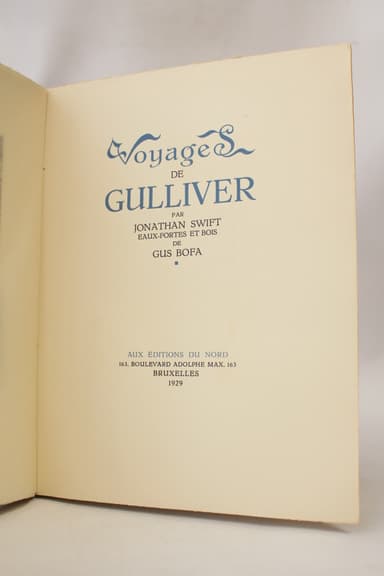 Voyages
DE
GULLIVER
PAR
JONATHAN SWIFT
EAUX-FORTES ET BOIS
DE
GUS BOFA
AUX ÉDITIONS DU NORD
163, BOULEVARD ADOLPHE MAX, 163
BRUXELLES
1929